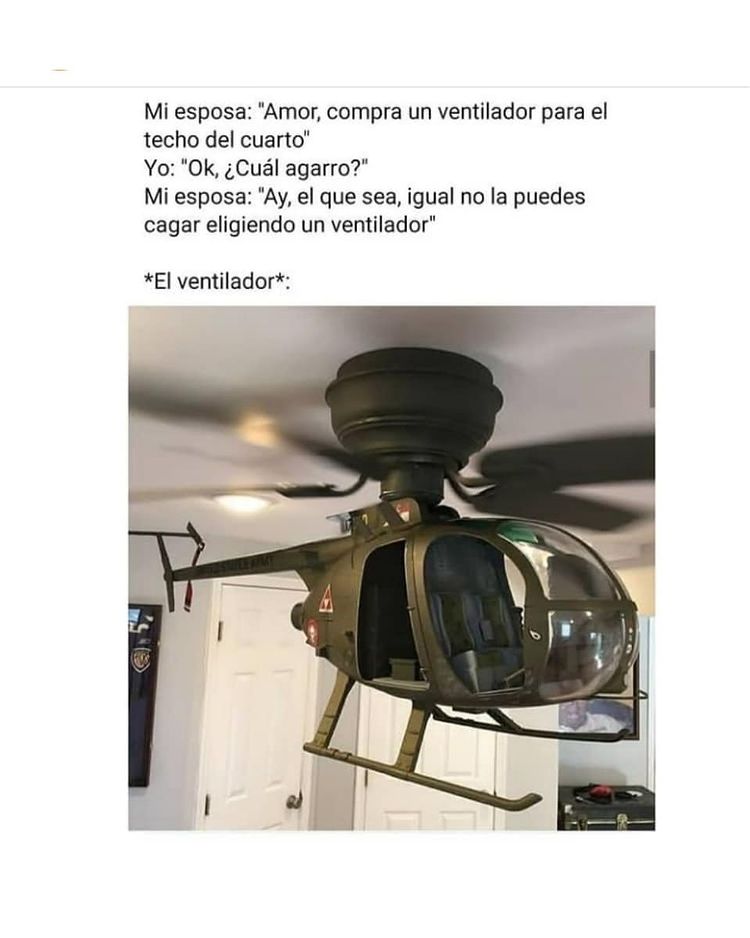 Mi esposa: "Amor, compra un ventilador para el
techo del cuarto"
Yo: "Ok, ¿Cuál agarro?"
Mi esposa: "Ay, el que sea, igual no la puedes
cagar eligiendo un ventilador"
*El ventilador*: